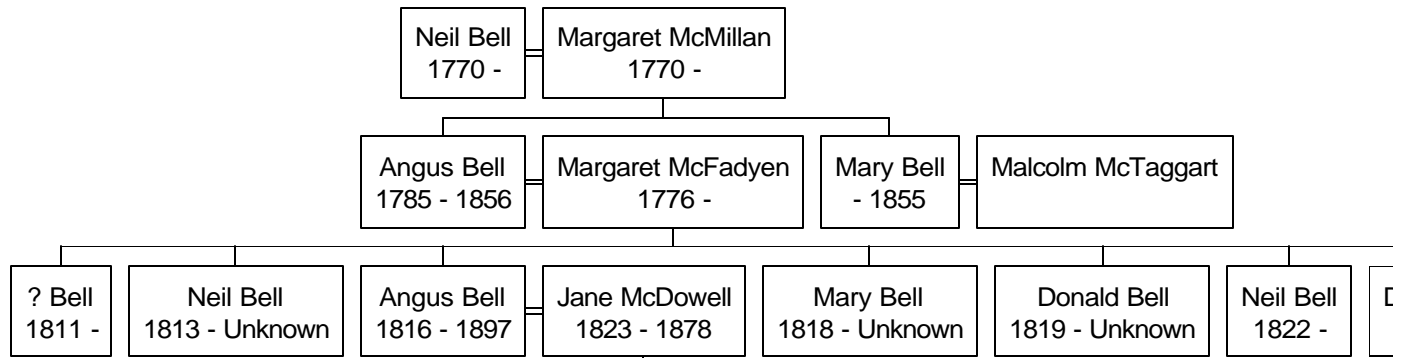 Neil Bell
1770 -
Margaret McMillan
1770 -
Angus Bell
1785 - 1856
Margaret McFadyen
1776 -
Mary Bell
- 1855
Malcolm McTaggart
? Bell
1811 -
Neil Bell
1813 - Unknown
Angus Bell
1816 - 1897
Jane McDowell
1823 - 1878
Mary Bell
1818 - Unknown
Donald Bell
1819 - Unknown
Neil Bell
1822 -